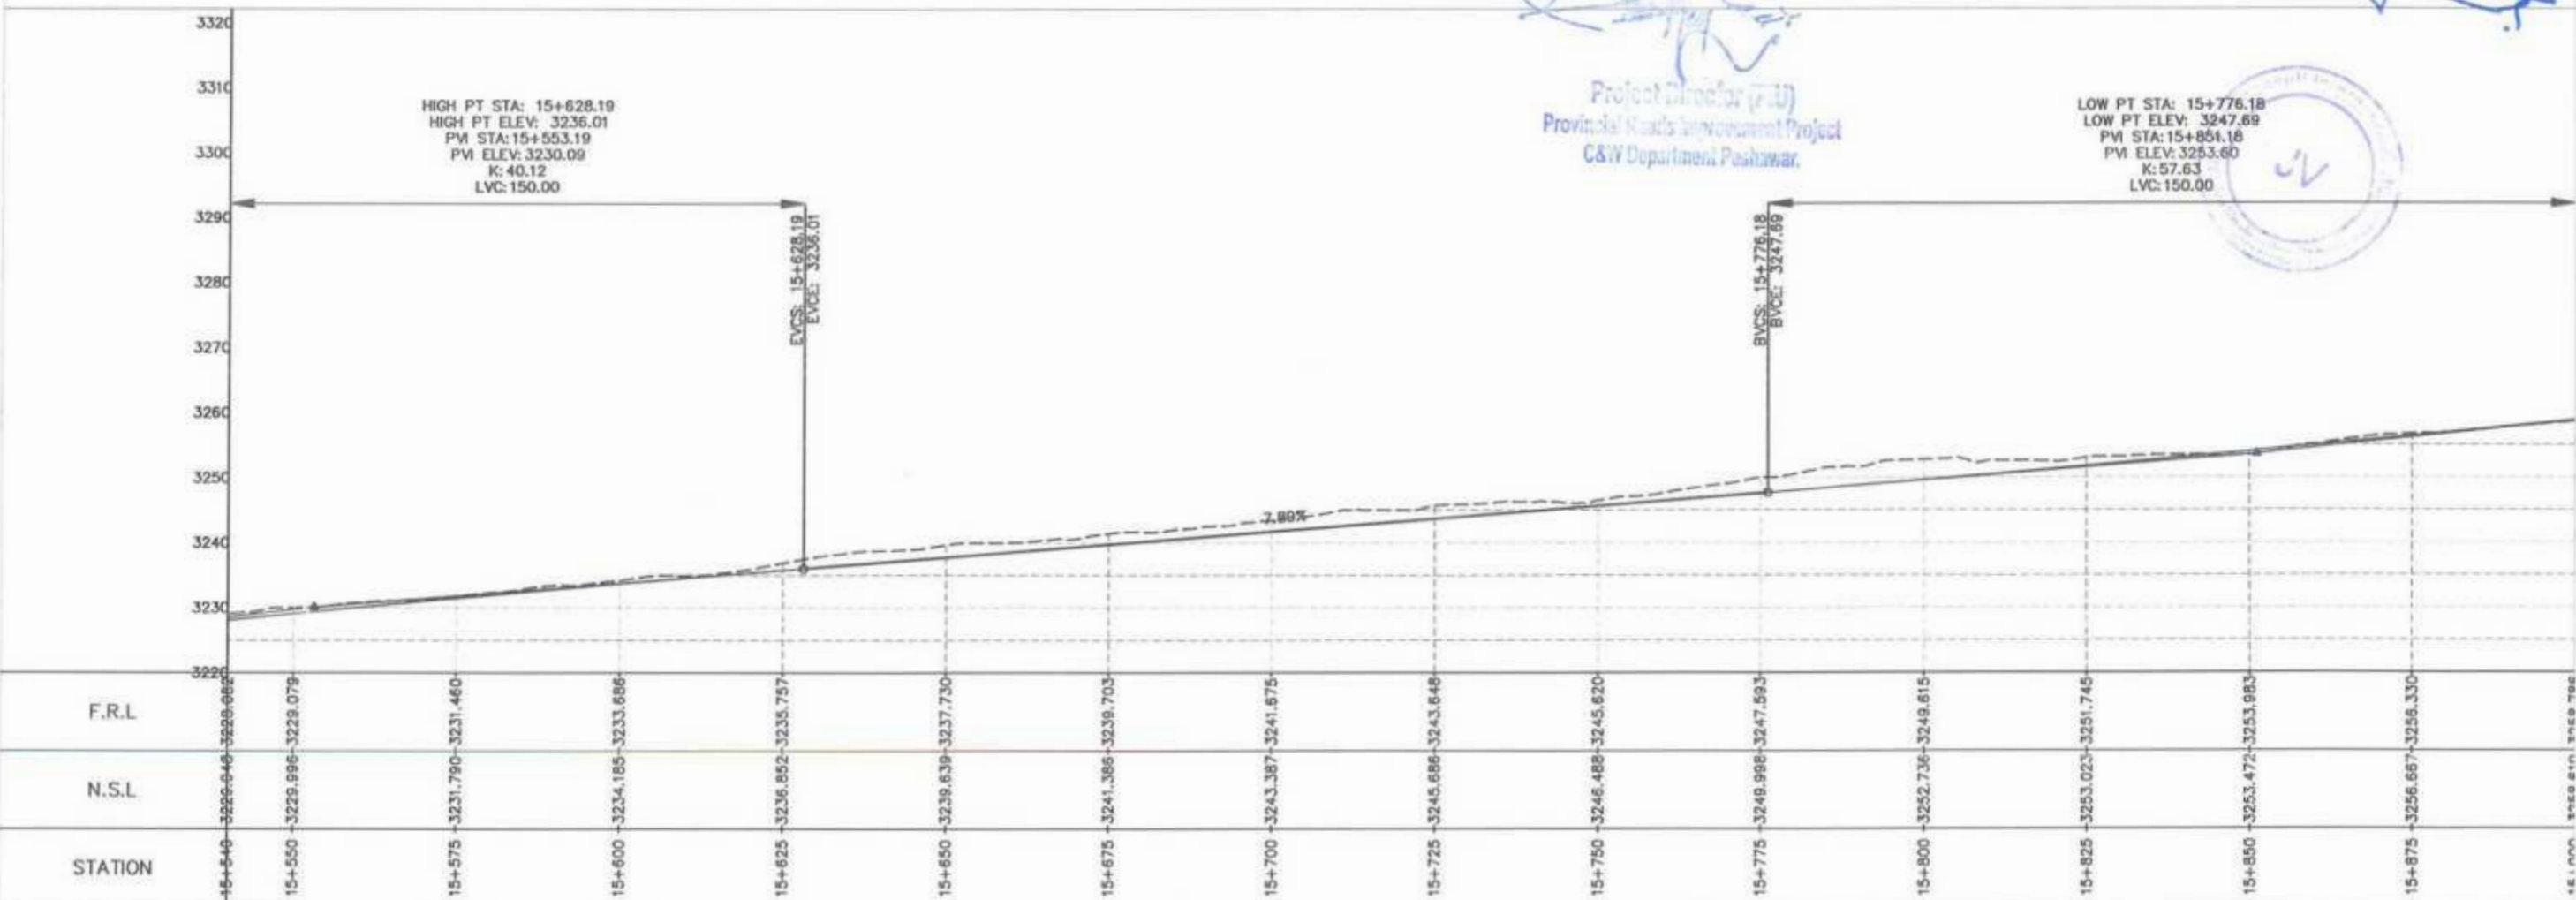 3320
3310
3300
3290
3280
3270
3260
3250
3240
3230
3220
HIGH PT STA: 15+628.19
HIGH PT ELEV: 3236.01
PVI STA:15+553.19
PVI ELEV:3230.09
K:40.12
LVC:150.00
EVCS: 15+628.19
EVCE: 3236.01
Project Director
Provincial Project
C&W Department Peshawar.
BVCS: 15+776.18
BVCE: 3247.69
LOW PT STA: 15+776.18
LOW PT ELEV: 3247.69
PVI STA:15+851.18
PVI ELEV:3253.60
K:57.63
LVC:150.00
F.R.L 3229.079 3231.460 3233.686 3235.757 3237.730 3239.703 3241.675 3243.648 3245.620 3247.593 3249.615 3251.745 3253.983 3256.330
N.S.L 3229.996 3231.790 3234.185 3236.852 3239.639 3241.386 3243.387 3245.686 3246.488 3249.998 3252.736 3253.023 3253.472 3256.667
STATION 15+540 15+550 15+575 15+600 15+625 15+650 15+675 15+700 15+725 15+750 15+775 15+800 15+825 15+850 15+875